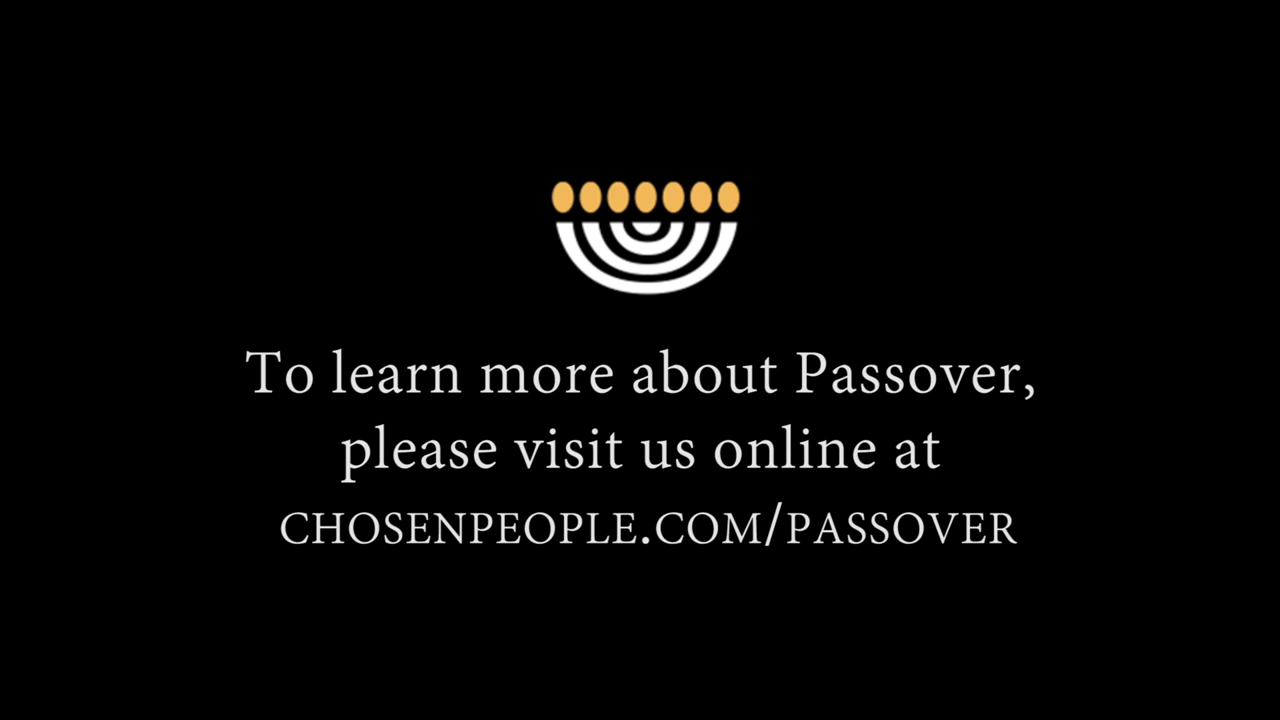 To learn more about Passover,
please visit us online at
CHOSENPEOPLE.COM/PASSOVER